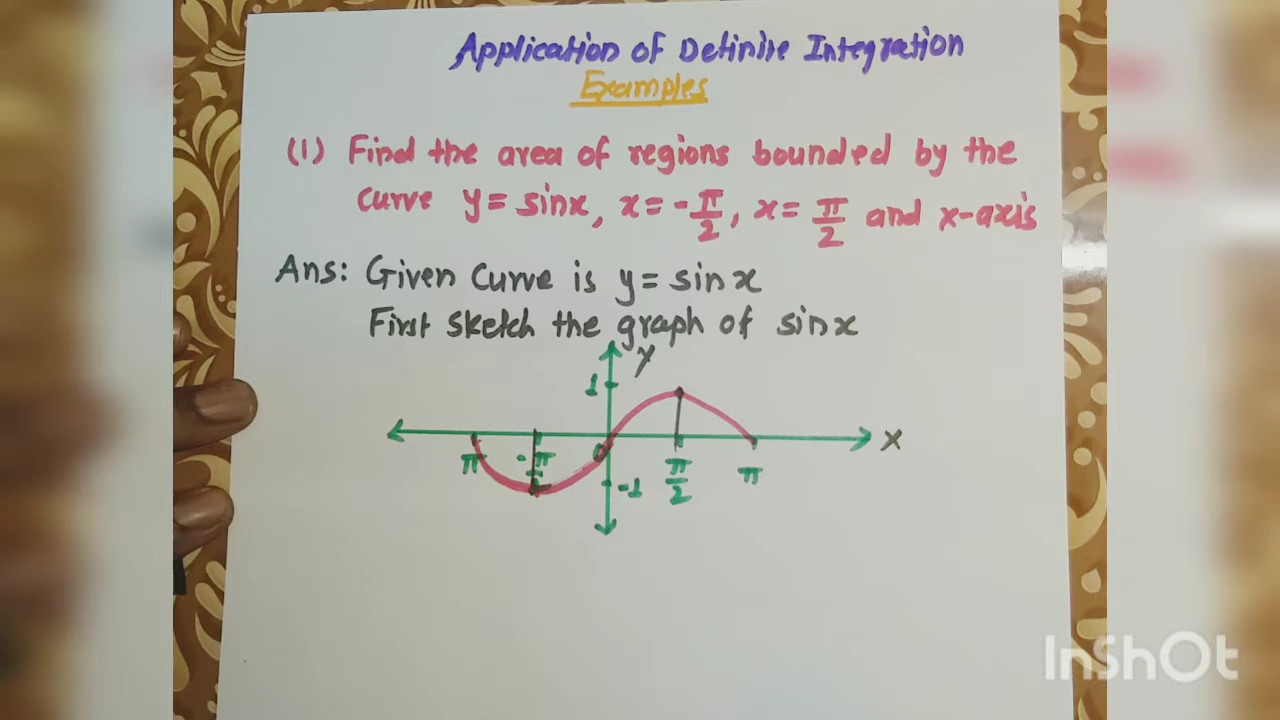 Application of Definite Integration
Examples
(1) Find the area of regions bounded by the
curve y = sinx, x = -π/2, x = π/2 and x-axis
Ans: Given Curve is y = sinx
First sketch the graph of sinx
Y
1
X
π
-π/2
0
-1
π/2
π
InShOt